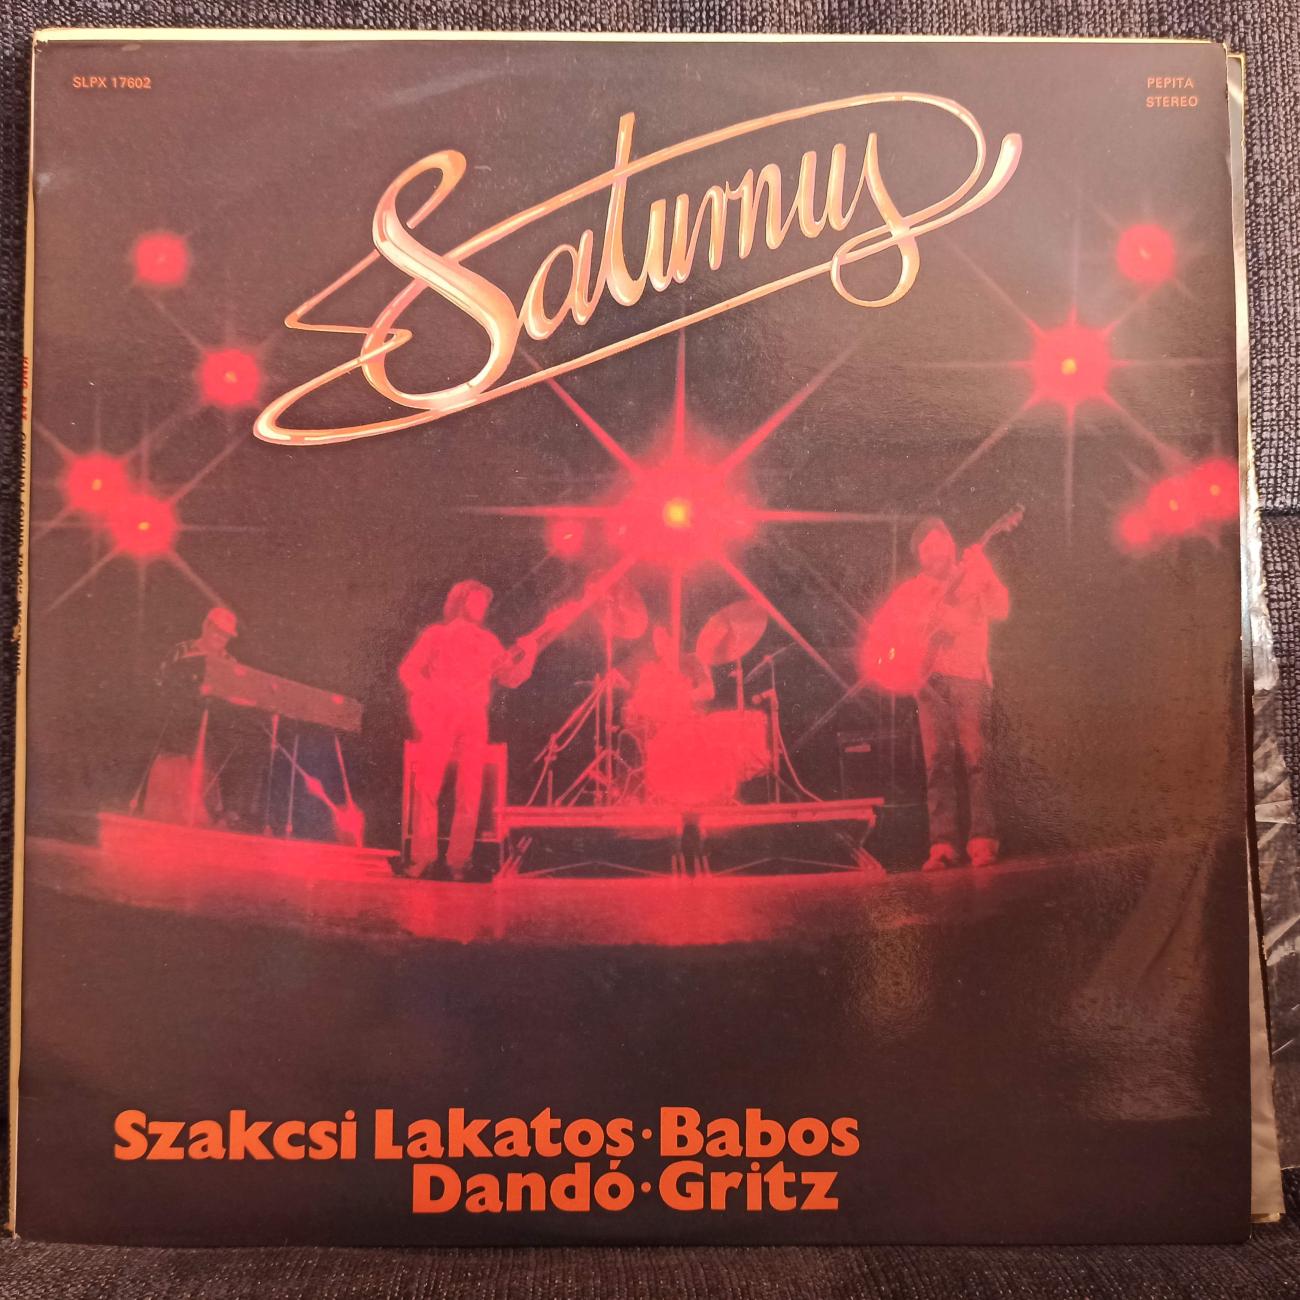 SLPX 17602
PEPITA
STEREO
Saturnus
Szakcsi Lakatos · Babos
Dandó · Gritz